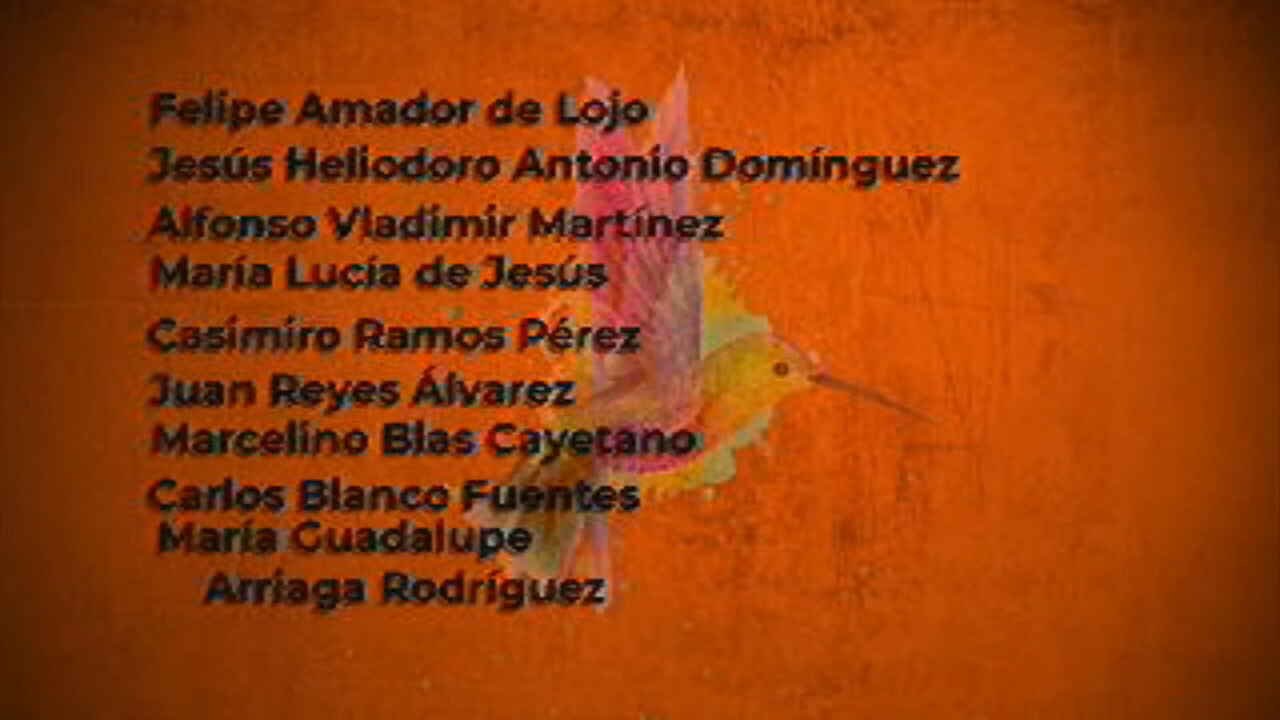 Felipe Amador de Lojo
Jesús Heliodoro Antonio Domínguez
Alfonso Vladimir Martínez
María Lucía de Jesús
Casimiro Ramos Pérez
Juan Reyes Álvarez
Marcelino Blas Cayetano
Carlos Blanco Fuentes
María Guadalupe
Arriaga Rodríguez